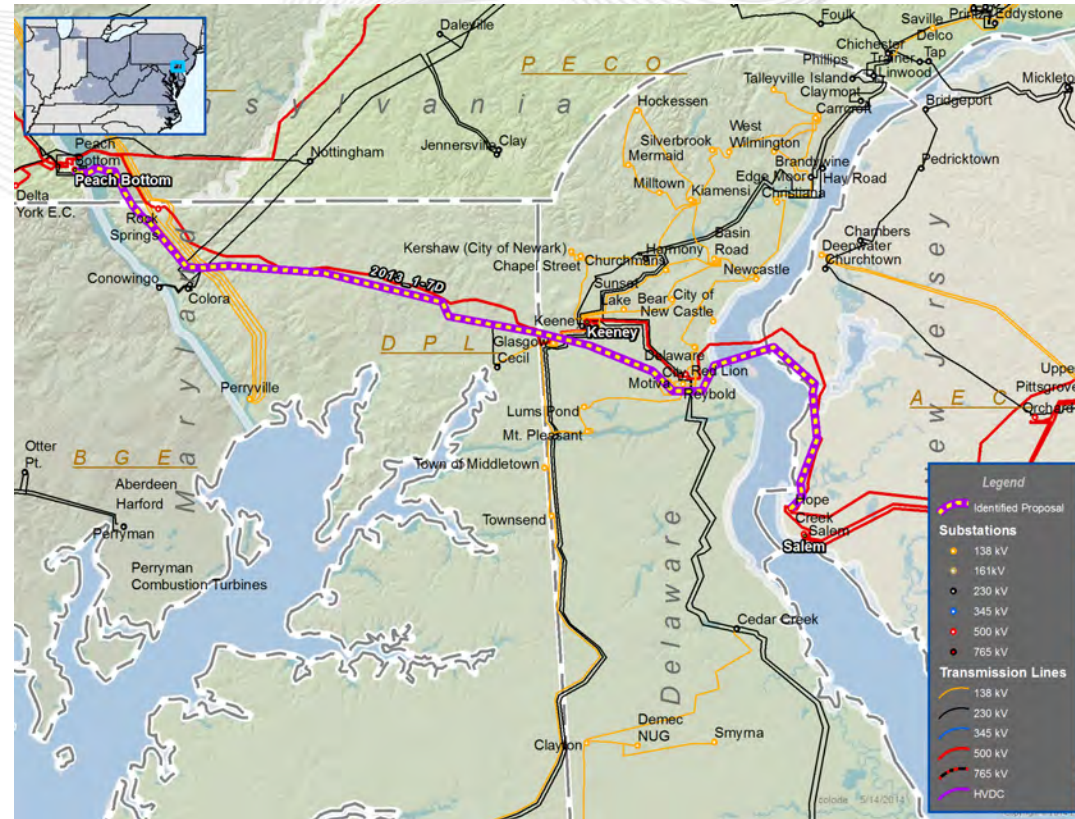 Daleville
Foulk
Saville
Printz
Eddystone
Delco
Tap
Chichester
Trainer
Linwood
Phillips
Talleyville
Island
Claymont
Carrcroft
Mickleton
Bridgeport
PECO
nsylvania
Hockessen
Jennersville
Clay
Nottingham
Silverbrook
West
Wilmington
Mermaid
Brandywine
Edge Moor
Hay Road
Pedricktown
Milltown
Kiamensi
Christiana
Peach
Bottom
Peach Bottom
Delta
York E.C.
Rock
Springs
Conowingo
Colora
Maryland
2013_1-7D
Kershaw (City of Newark)
Chapel Street
Churchmans
Harmony
Basin
Road
Newcastle
Sunset
Lake
Bear
City of
New Castle
Chambers
Deepwater
Churchtown
New Jersey
Keeney
Keeney
Glasgow
Cecil
DPL
Delaware
City
Red Lion
Motiva
Reybold
Perryville
Lums Pond
Mt. Pleasant
Town of Middletown
Townsend
AEC
Upper
Pittsgrove
Orchard
Otter
Pt.
BGE
Aberdeen
Harford
Perryman
Perryman
Combustion Turbines
Hope
Creek
Salem
Salem
Delaware
Cedar Creek
Clayton
Demec
NUG
Smyrna
Legend
Identified Proposal
Substations
138 kV
161kV
230 kV
345 kV
500 kV
765 kV
Transmission Lines
138 kV
230 kV
345 kV
500 kV
765 kV
HVDC
5/14/2014